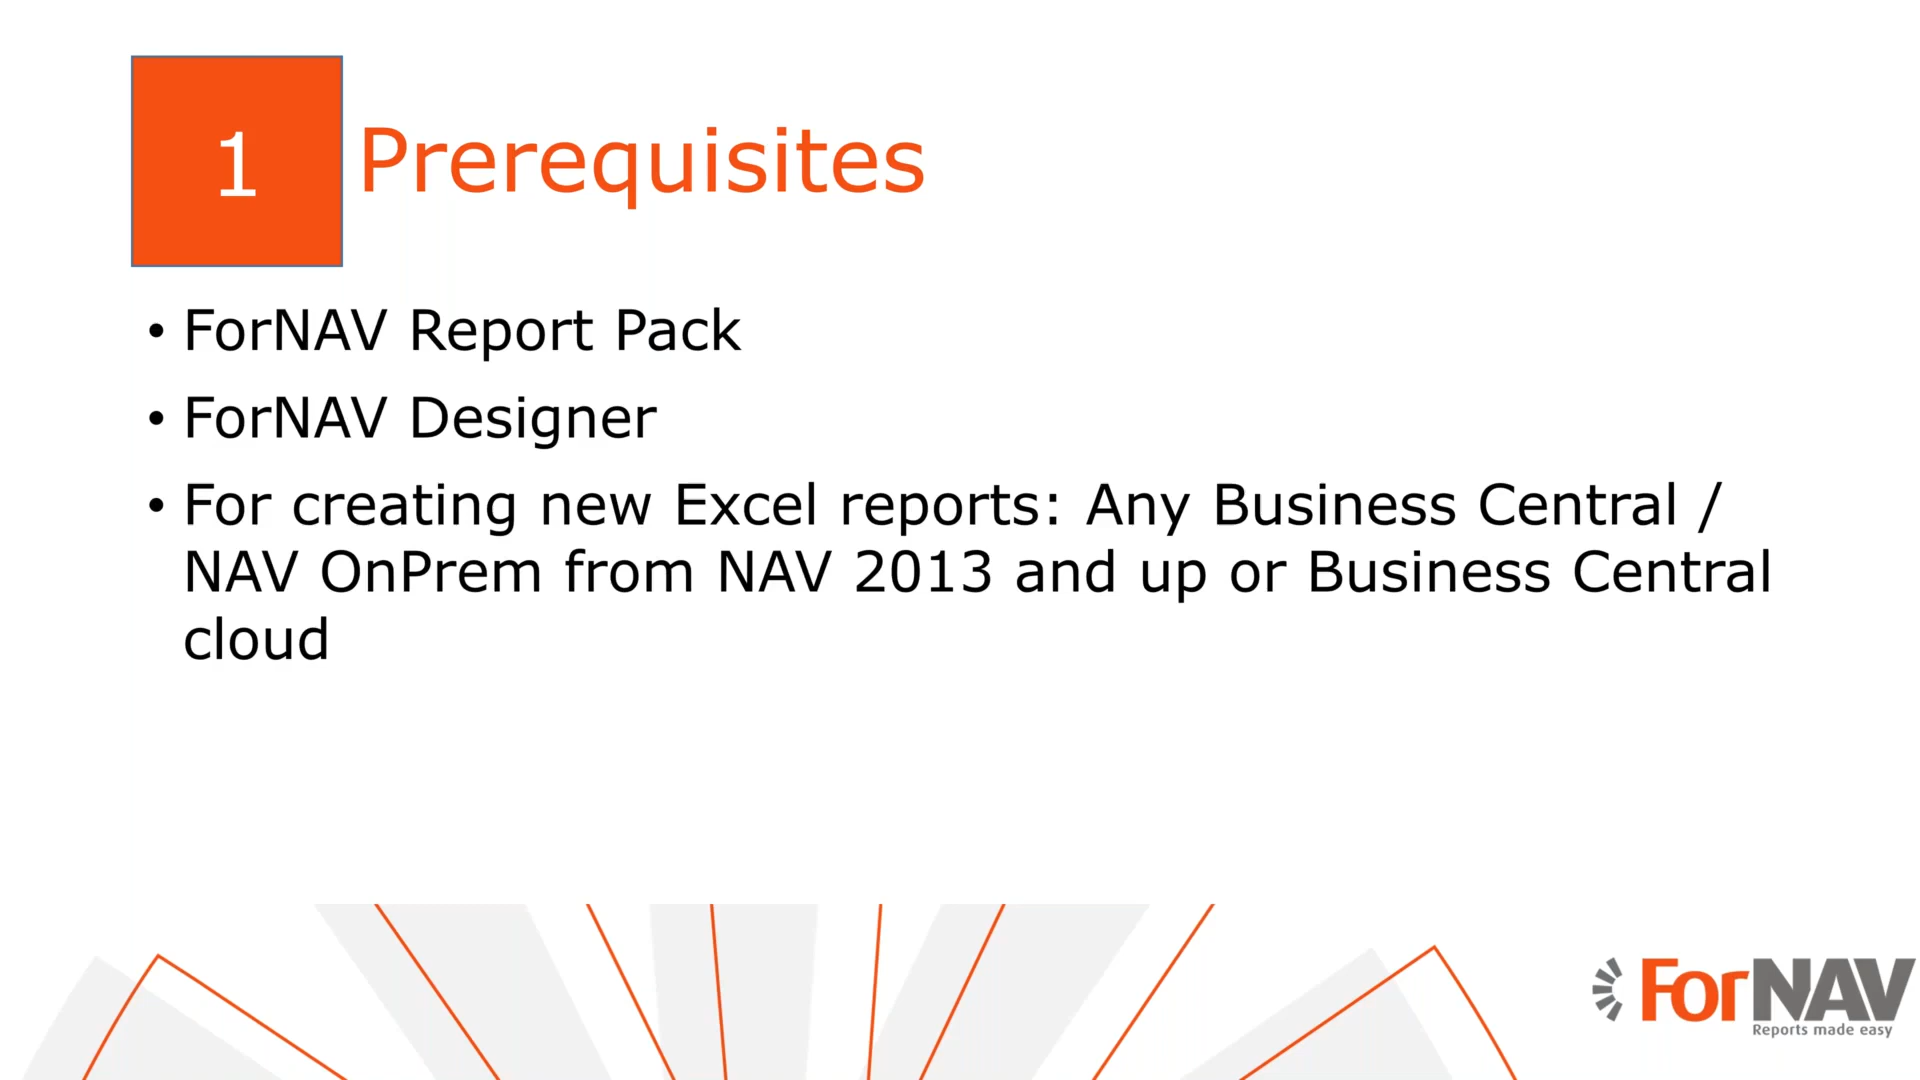 1
Prerequisites
• ForNAV Report Pack
• ForNAV Designer
• For creating new Excel reports: Any Business Central /
NAV OnPrem from NAV 2013 and up or Business Central
cloud
ForNAV
Reports made easy